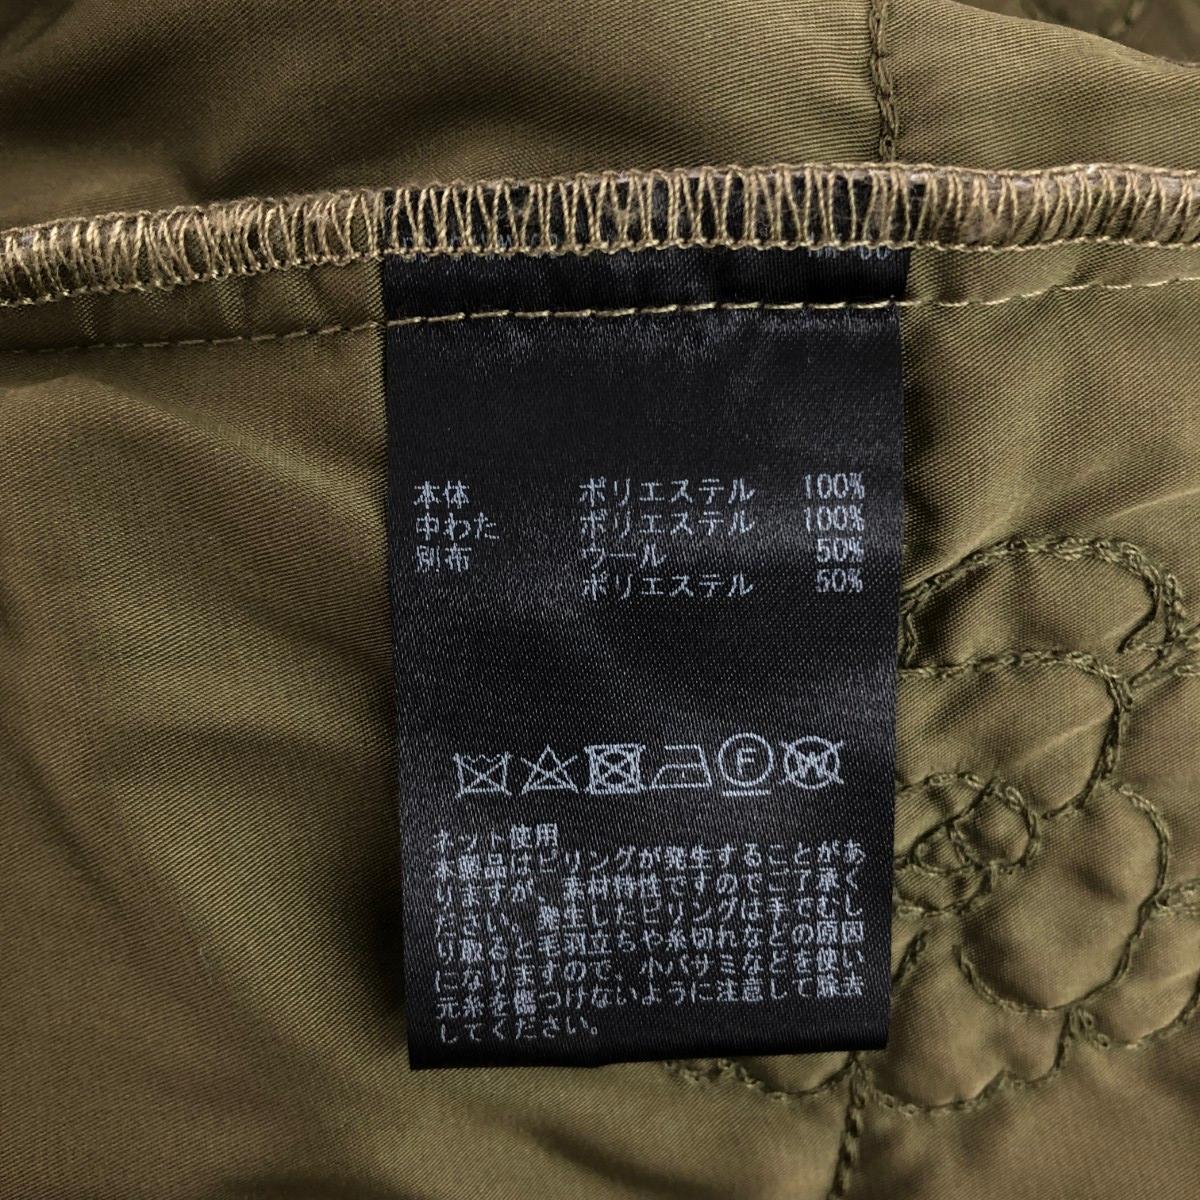 本体 ポリエステル 100%
中わた ポリエステル 100%
別布 ウール 50%
ポリエステル 50%
F
W
ネット使用
本製品はピリングが発生することがあ
りますが、素材特性ですのでご了承く
ださい。発生したピリングは手でむし
り取ると毛羽立ちや糸切れなどの原因
になりますので、小バサミなどを使い
元糸を傷つけないように注意して除去
してください。